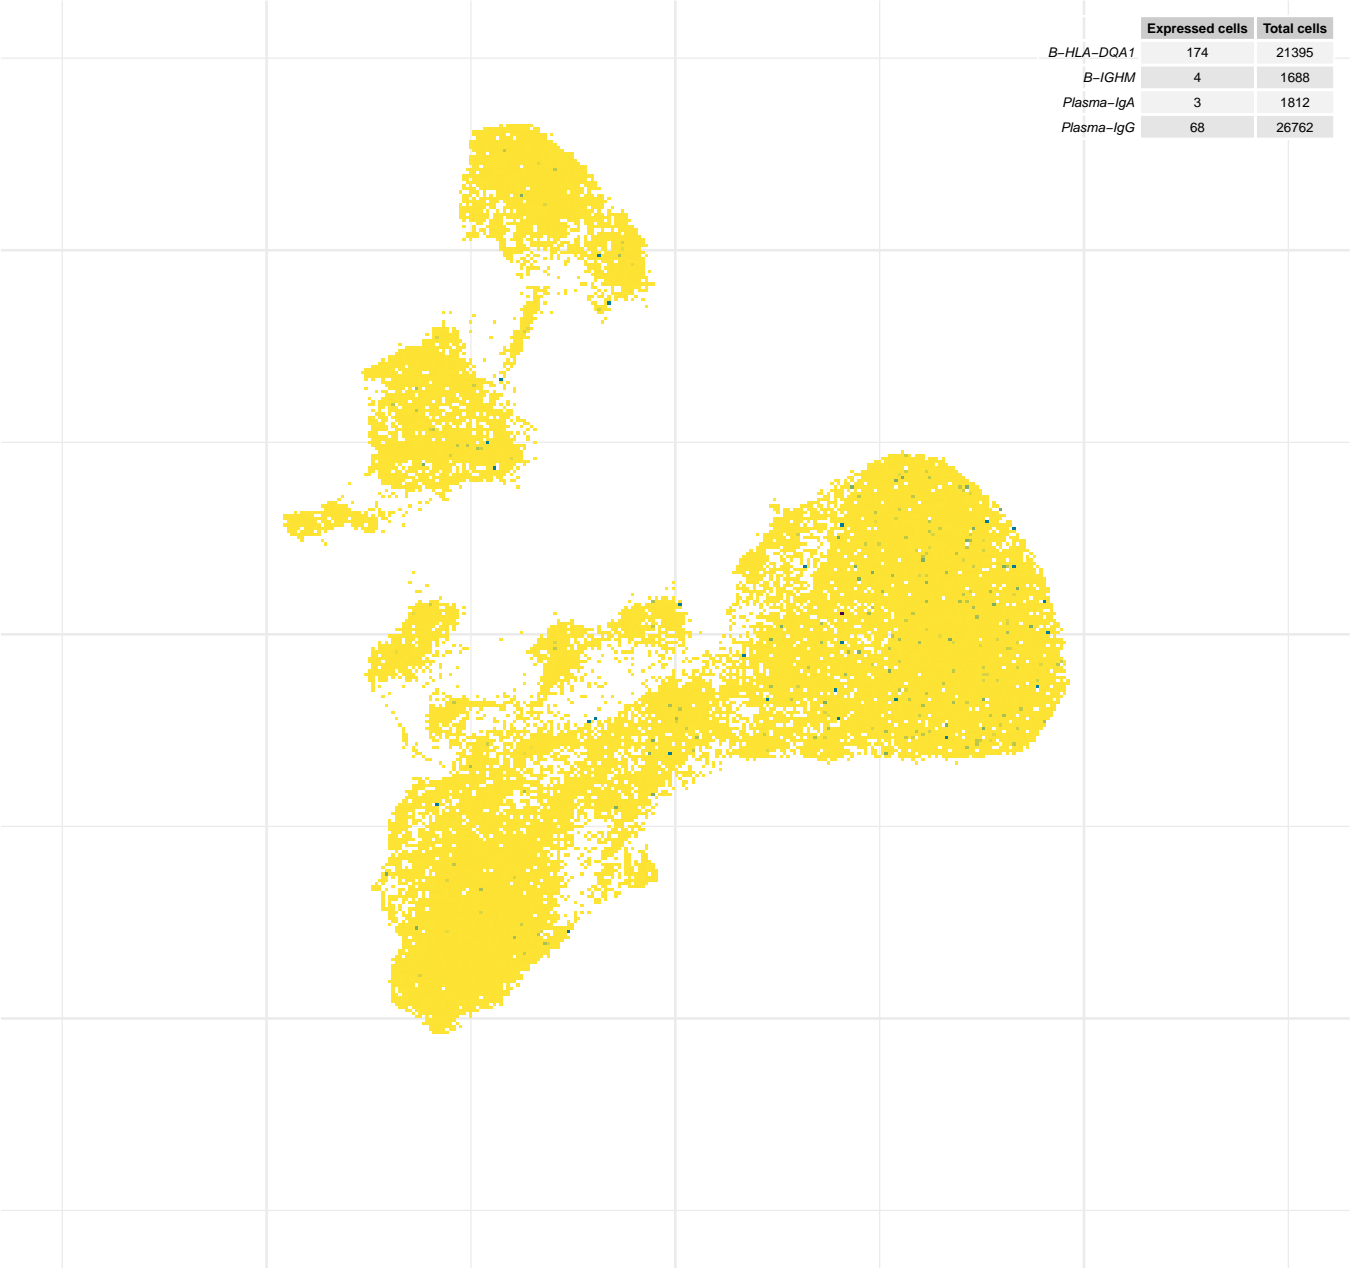 Expressed cells Total cells
B−HLA−DQA1 174 21395
B−IGHM 4 1688
Plasma−IgA 3 1812
Plasma−IgG 68 26762